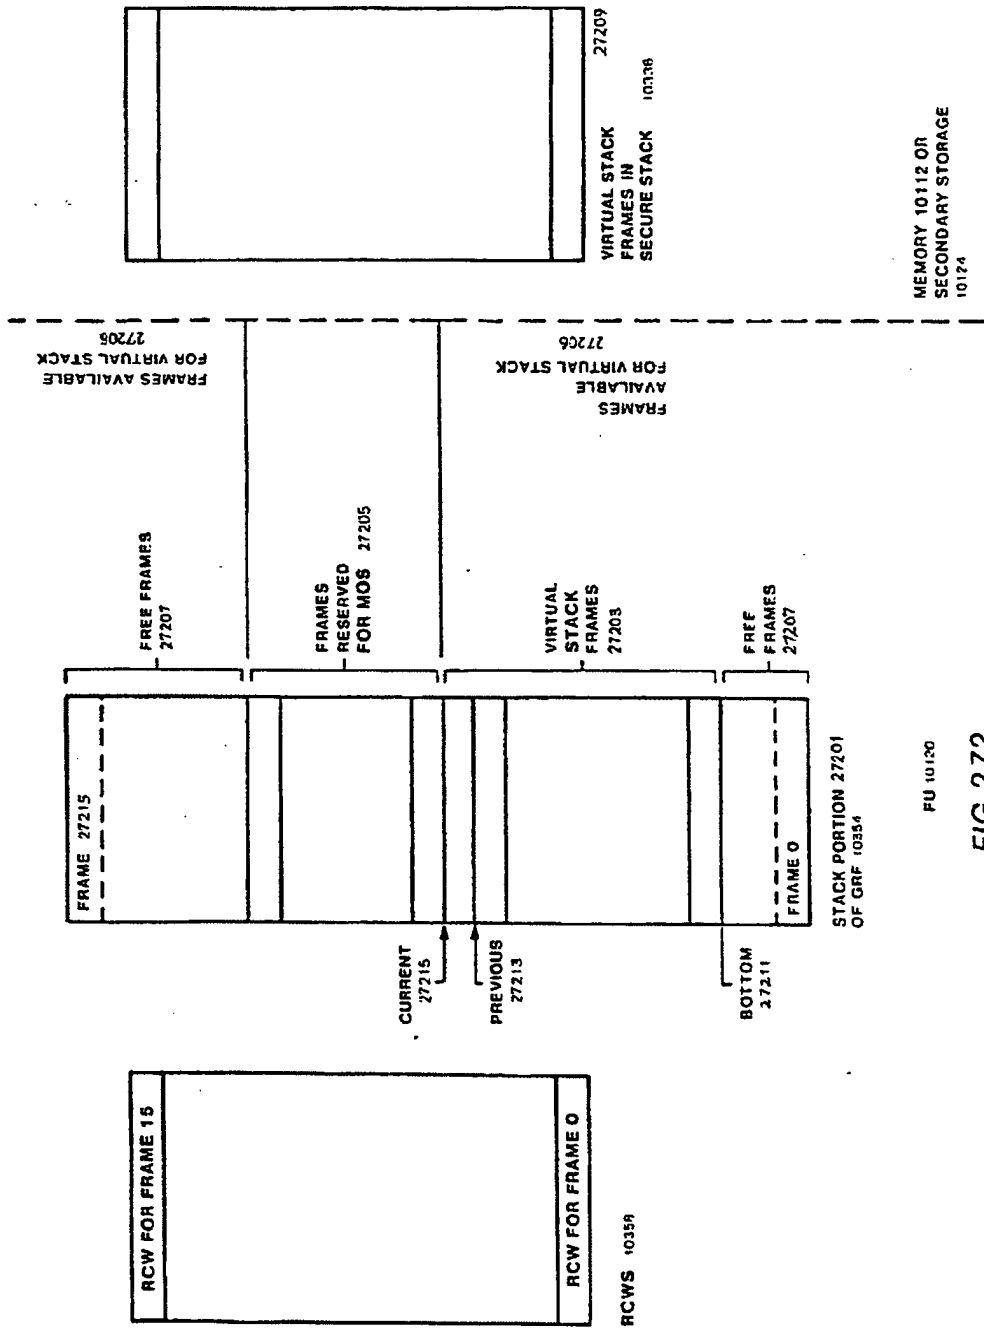 RCW FOR FRAME 15
RCW FOR FRAME 0
RCWS 10358
FRAME 27215
FRAME 0
CURRENT
27215
PREVIOUS
27213
BOTTOM
27211
STACK PORTION 27201
OF GRF 10354
FREE FRAMES
27207
FRAMES
RESERVED
FOR MOS 27205
VIRTUAL
STACK
FRAMES
27203
FREE
FRAMES
27207
FRAMES AVAILABLE
FOR VIRTUAL STACK
27206
FRAMES
AVAILABLE
FOR VIRTUAL STACK
27206
27209
VIRTUAL STACK
FRAMES IN
SECURE STACK 10336
MEMORY 10112 OR
SECONDARY STORAGE
10124
FU 10120
FIG 272